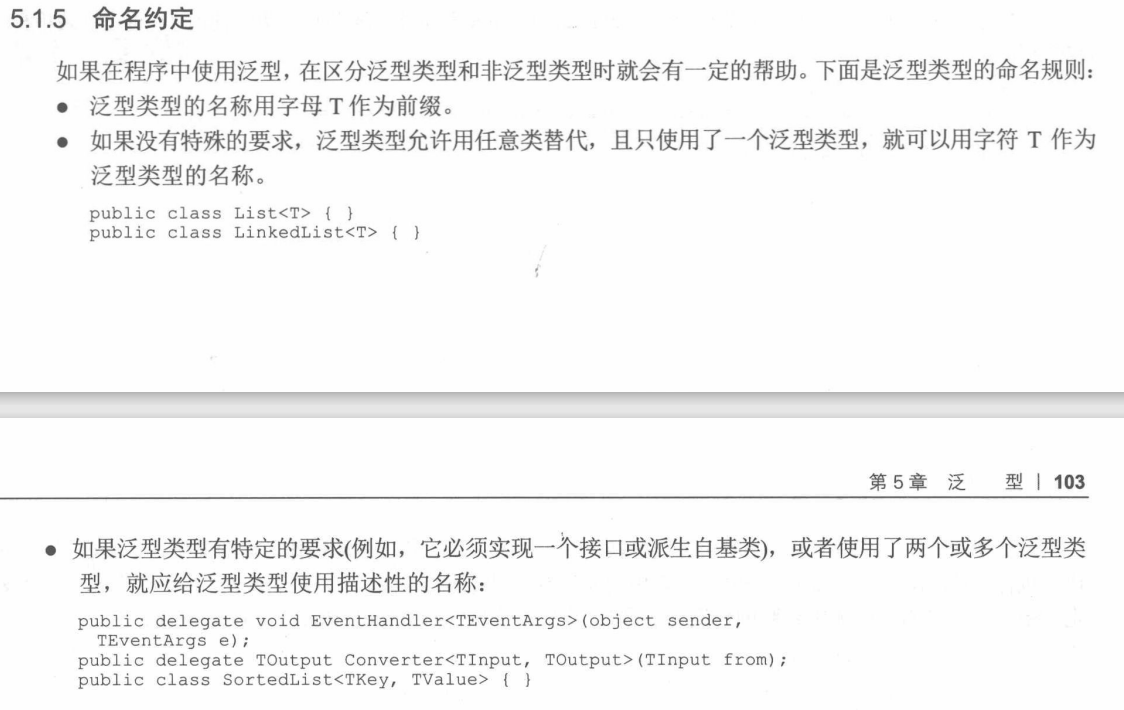 5.1.5 命名约定
如果在程序中使用泛型，在区分泛型类型和非泛型类型时就会有一定的帮助。下面是泛型类型的命名规则：
● 泛型类型的名称用字母 T 作为前缀。
● 如果没有特殊的要求，泛型类型允许用任意类替代，且只使用了一个泛型类型，就可以用字符 T 作为
泛型类型的名称。
public class List<T> { }
public class LinkedList<T> { }
第 5 章 泛 型 | 103
● 如果泛型类型有特定的要求(例如，它必须实现一个接口或派生自基类)，或者使用了两个或多个泛型类
型，就应给泛型类型使用描述性的名称：
public delegate void EventHandler<TEventArgs>(object sender,
TEventArgs e);
public delegate TOutput Converter<TInput, TOutput>(TInput from);
public class SortedList<TKey, TValue> { }